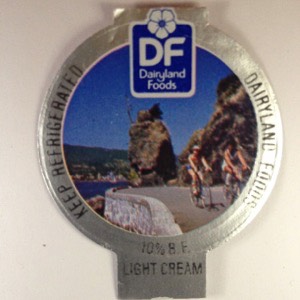 DF
Dairyland
Foods
KEEP REFRIGERATED
DAIRYLAND FOODS
10% B.F.
LIGHT CREAM